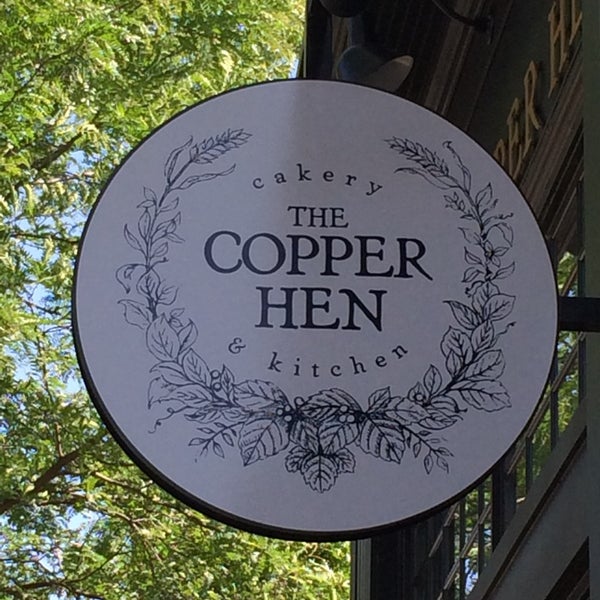 cakery
THE
COPPER
HEN
& kitchen